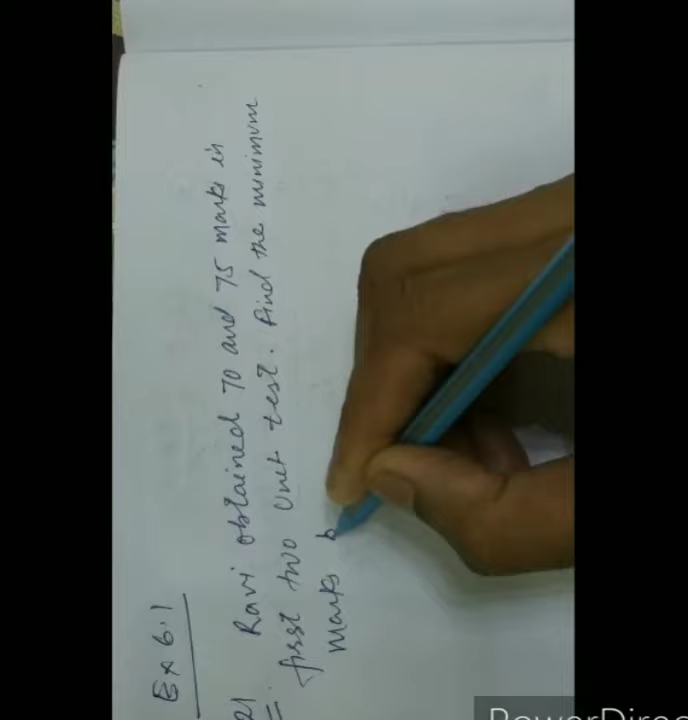 Ex 6.1
21 Ravi obtained 70 and 75 marks in
first two Unit test. Find the minimum
marks
PowerDirec